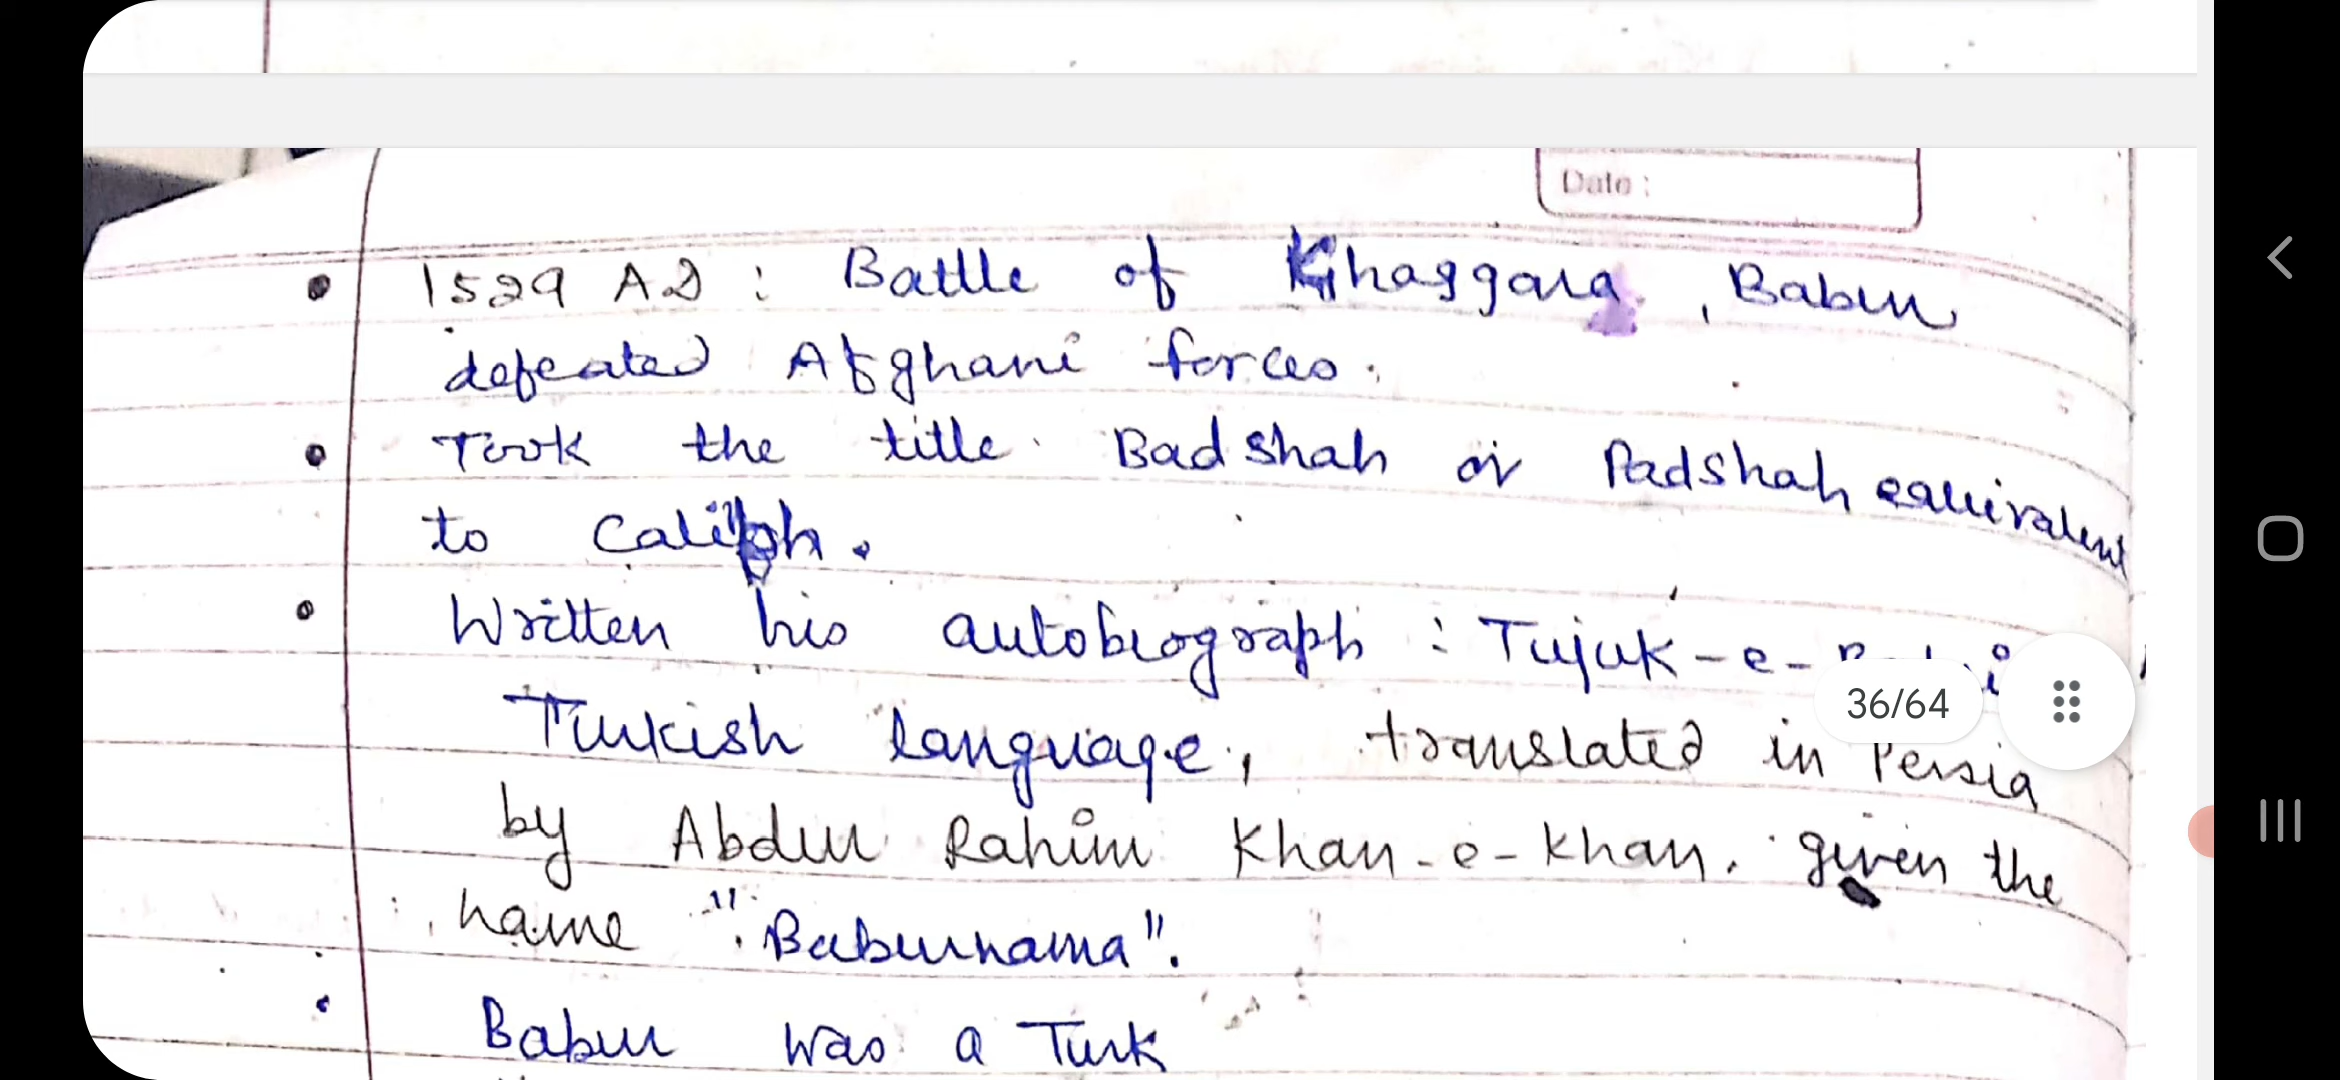 Date :
• 1529 AD : Battle of Ghaggara , Babur
defeated Afghani forces.
• Took the title Badshah or Padshah equivalent
to Caliph.
• Written his autobiograph : Tujuk-e-
36/64
Turkish language, translated in Persia
by Abdur Rahim Khan-e-khan. given the
name "Baburnama".
• Babur was a Turk